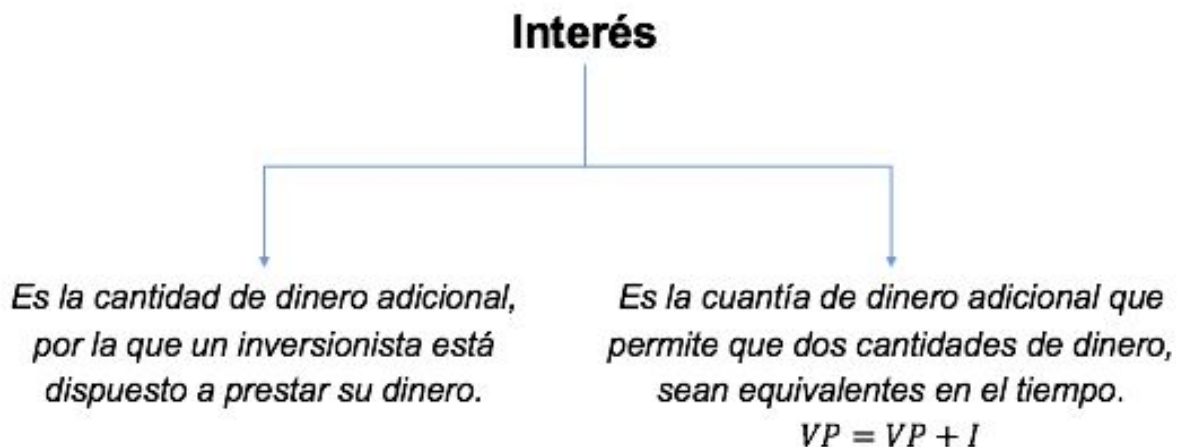 Interés
Es la cantidad de dinero adicional,
por la que un inversionista está
dispuesto a prestar su dinero.
Es la cuantía de dinero adicional que
permite que dos cantidades de dinero,
sean equivalentes en el tiempo.
VP = VP + I